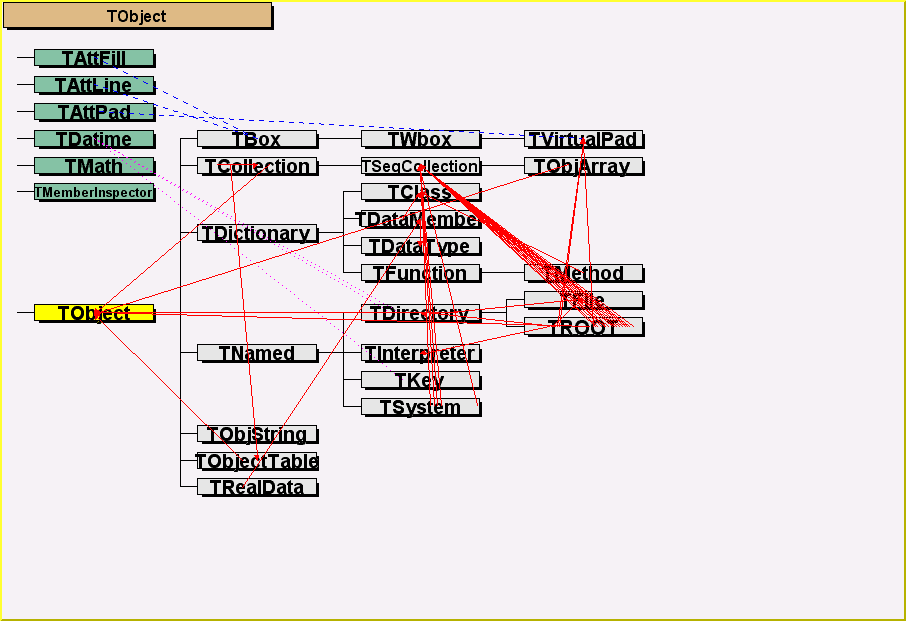 TObject
TAttFill
TAttLine
TAttPad
TDatime
TBox
TWbox
TVirtualPad
TMath
TCollection
TSeqCollection
TObjArray
TMemberInspector
TClass
TDataMember
TDictionary
TDataType
TFunction
TMethod
TFile
TObject
TDirectory
TROOT
TNamed
TInterpreter
TKey
TSystem
TObjString
TObjectTable
TRealData